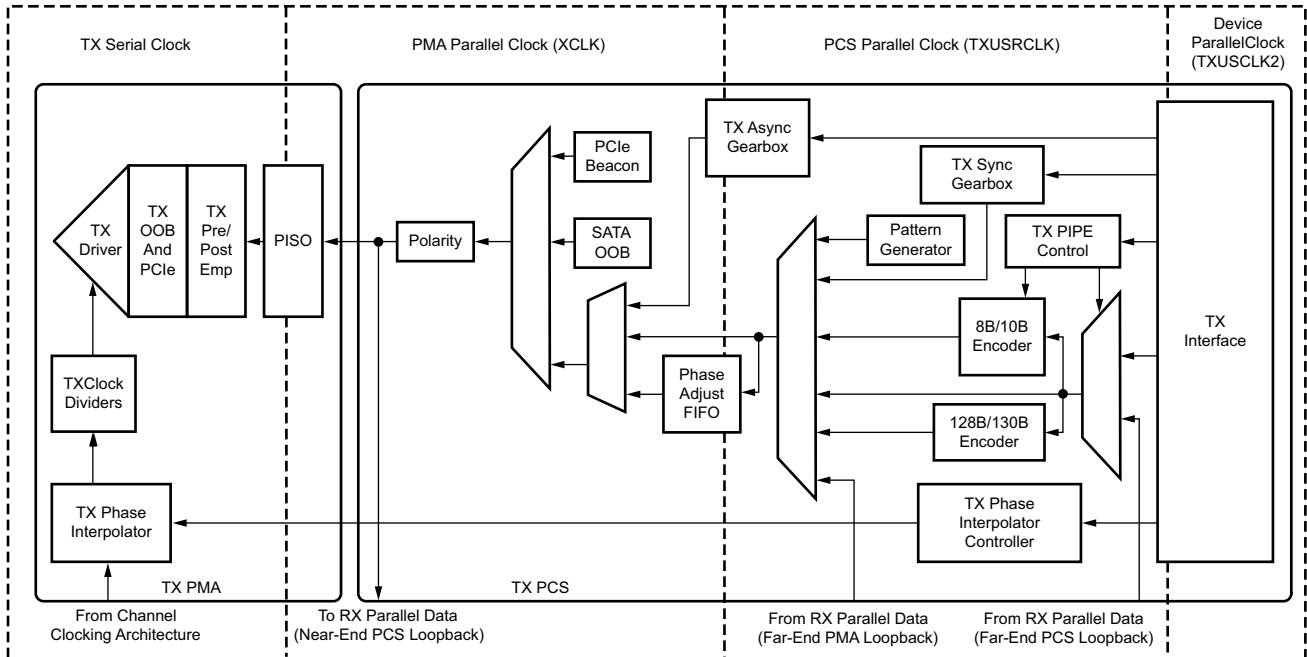 TX Serial Clock
PMA Parallel Clock (XCLK)
PCS Parallel Clock (TXUSRCLK)
Device
ParallelClock
(TXUSCLK2)
TX Async
Gearbox
PCIe
Beacon
TX Sync
Gearbox
TX
Driver
TX
OOB
And
PCIe
TX
Pre/
Post
Emp
PISO
Polarity
SATA
OOB
Pattern
Generator
TX PIPE
Control
TX
Interface
8B/10B
Encoder
TXClock
Dividers
Phase
Adjust
FIFO
128B/130B
Encoder
TX Phase
Interpolator
TX Phase
Interpolator
Controller
TX PMA
TX PCS
From Channel
Clocking Architecture
To RX Parallel Data
(Near-End PCS Loopback)
From RX Parallel Data
(Far-End PMA Loopback)
From RX Parallel Data
(Far-End PCS Loopback)